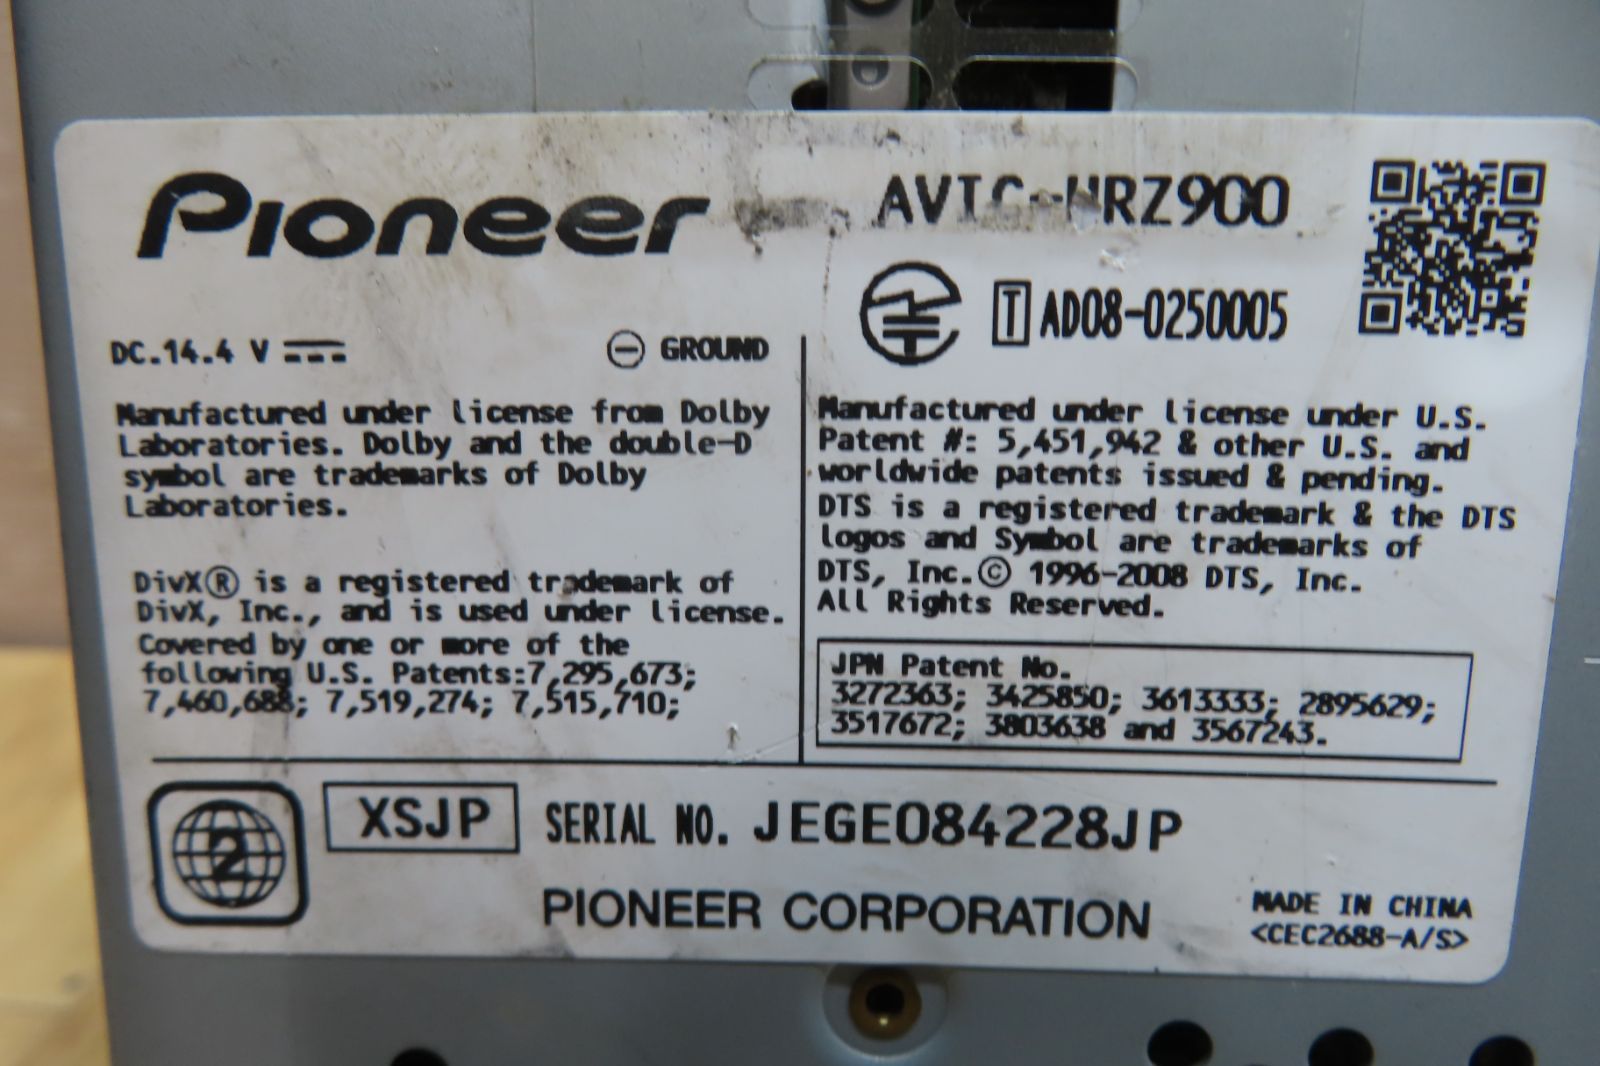 Pioneer
AVIC-HRZ900
T AD08-0250005
DC.14.4 V
GROUND
Manufactured under license from Dolby
Laboratories. Dolby and the double-D
symbol are trademarks of Dolby
Laboratories.
DivX® is a registered trademark of
DivX, Inc., and is used under license.
Covered by one or more of the
following U.S. Patents:7,295,673;
7,460,688; 7,519,274; 7,515,710;
Manufactured under license under U.S.
Patent #: 5,451,942 & other U.S. and
worldwide patents issued & pending.
DTS is a registered trademark & the DTS
logos and Symbol are trademarks of
DTS, Inc.© 1996-2008 DTS, Inc.
All Rights Reserved.
JPN Patent No.
3272363; 3425850; 3613333; 2895629;
3517672; 3803638 and 3567243.
2
XSJP
SERIAL NO. JEGE084228JP
PIONEER CORPORATION
MADE IN CHINA
<CEC2688-A/S>